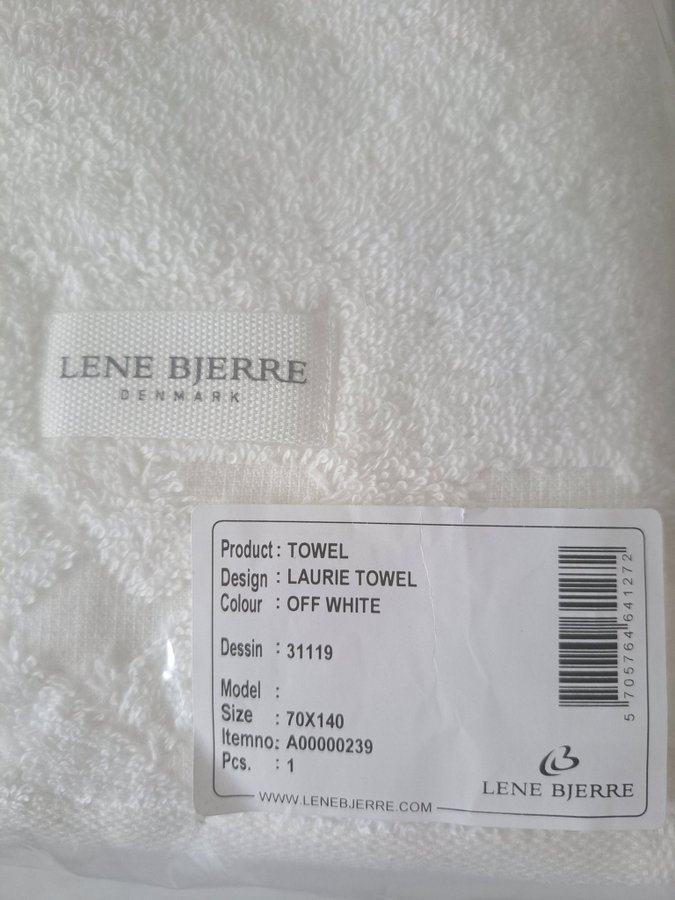 LENE BJERRE
DENMARK
Product : TOWEL
Design : LAURIE TOWEL
Colour : OFF WHITE
Dessin : 31119
Model :
Size : 70X140
Itemno: A00000239
Pcs. : 1
WWW.LENEBJERRE.COM
5 705764 641272
LENE BJERRE